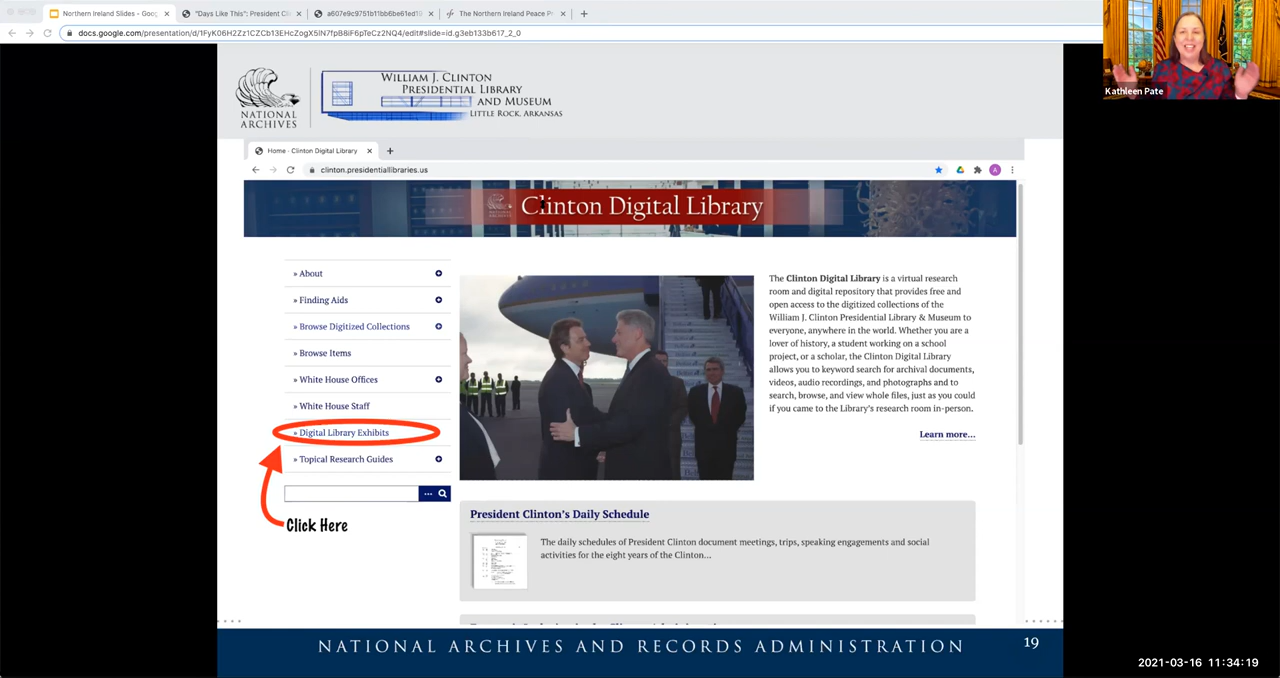 Northern Ireland Slides - Goog
"Days Like This": President Cli
a607e9c9751b11bb6be61ed19
The Northern Ireland Peace P
docs.google.com/presentation/d/1FyK06H2Zz1CZCb13EHcZogX5IN7fpB8iF6pTeCz2NQ4/edit#slide=id.g3eb133b617_2_0
Kathleen Pate
NATIONAL
ARCHIVES
WILLIAM J. CLINTON
PRESIDENTIAL LIBRARY
AND MUSEUM
LITTLE ROCK, ARKANSAS
Home · Clinton Digital Library
clinton.presidentiallibraries.us
A
Clinton Digital Library
» About
» Finding Aids
» Browse Digitized Collections
» Browse Items
» White House Offices
» White House Staff
» Digital Library Exhibits
» Topical Research Guides
Click Here
The Clinton Digital Library is a virtual research
room and digital repository that provides free and
open access to the digitized collections of the
William J. Clinton Presidential Library & Museum to
everyone, anywhere in the world. Whether you are a
lover of history, a student working on a school
project, or a scholar, the Clinton Digital Library
allows you to keyword search for archival documents,
videos, audio recordings, and photographs and to
search, browse, and view whole files, just as you could
if you came to the Library's research room in-person.
Learn more...
President Clinton's Daily Schedule
The daily schedules of President Clinton document meetings, trips, speaking engagements and social
activities for the eight years of the Clinton...
NATIONAL ARCHIVES AND RECORDS ADMINISTRATION
19
2021-03-16 11:34:19